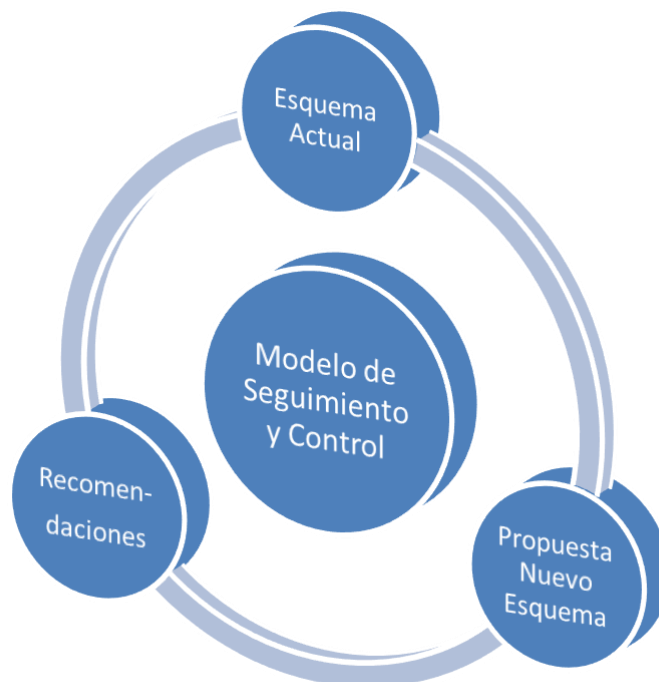 Esquema
Actual
Modelo de
Seguimiento
y Control
Recomen-
daciones
Propuesta
Nuevo
Esquema